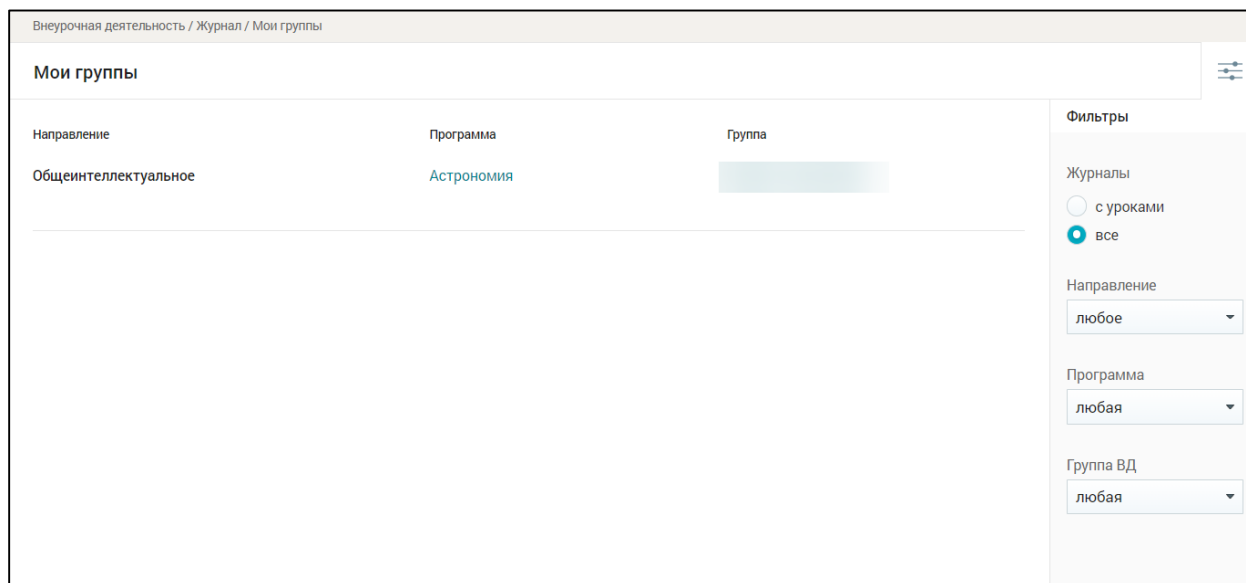 Внеурочная деятельность / Журнал / Мои группы
Мои группы
Направление Программа Группа
Общеинтеллектуальное Астрономия
Фильтры
Журналы
с уроками
все
Направление
любое
Программа
любая
Группа ВД
любая